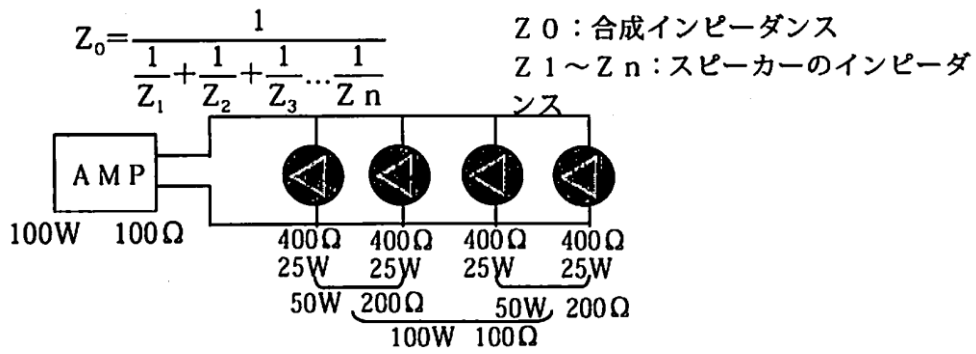 Z₀=1/(1/Z₁+1/Z₂+1/Z₃…1/Zn)
Z0:合成インピーダンス
Z1~Zn:スピーカーのインピーダ
ンス
AMP
100W 100Ω
400Ω 400Ω 400Ω 400Ω
25W 25W 25W 25W
50W 200Ω 50W 200Ω
100W 100Ω